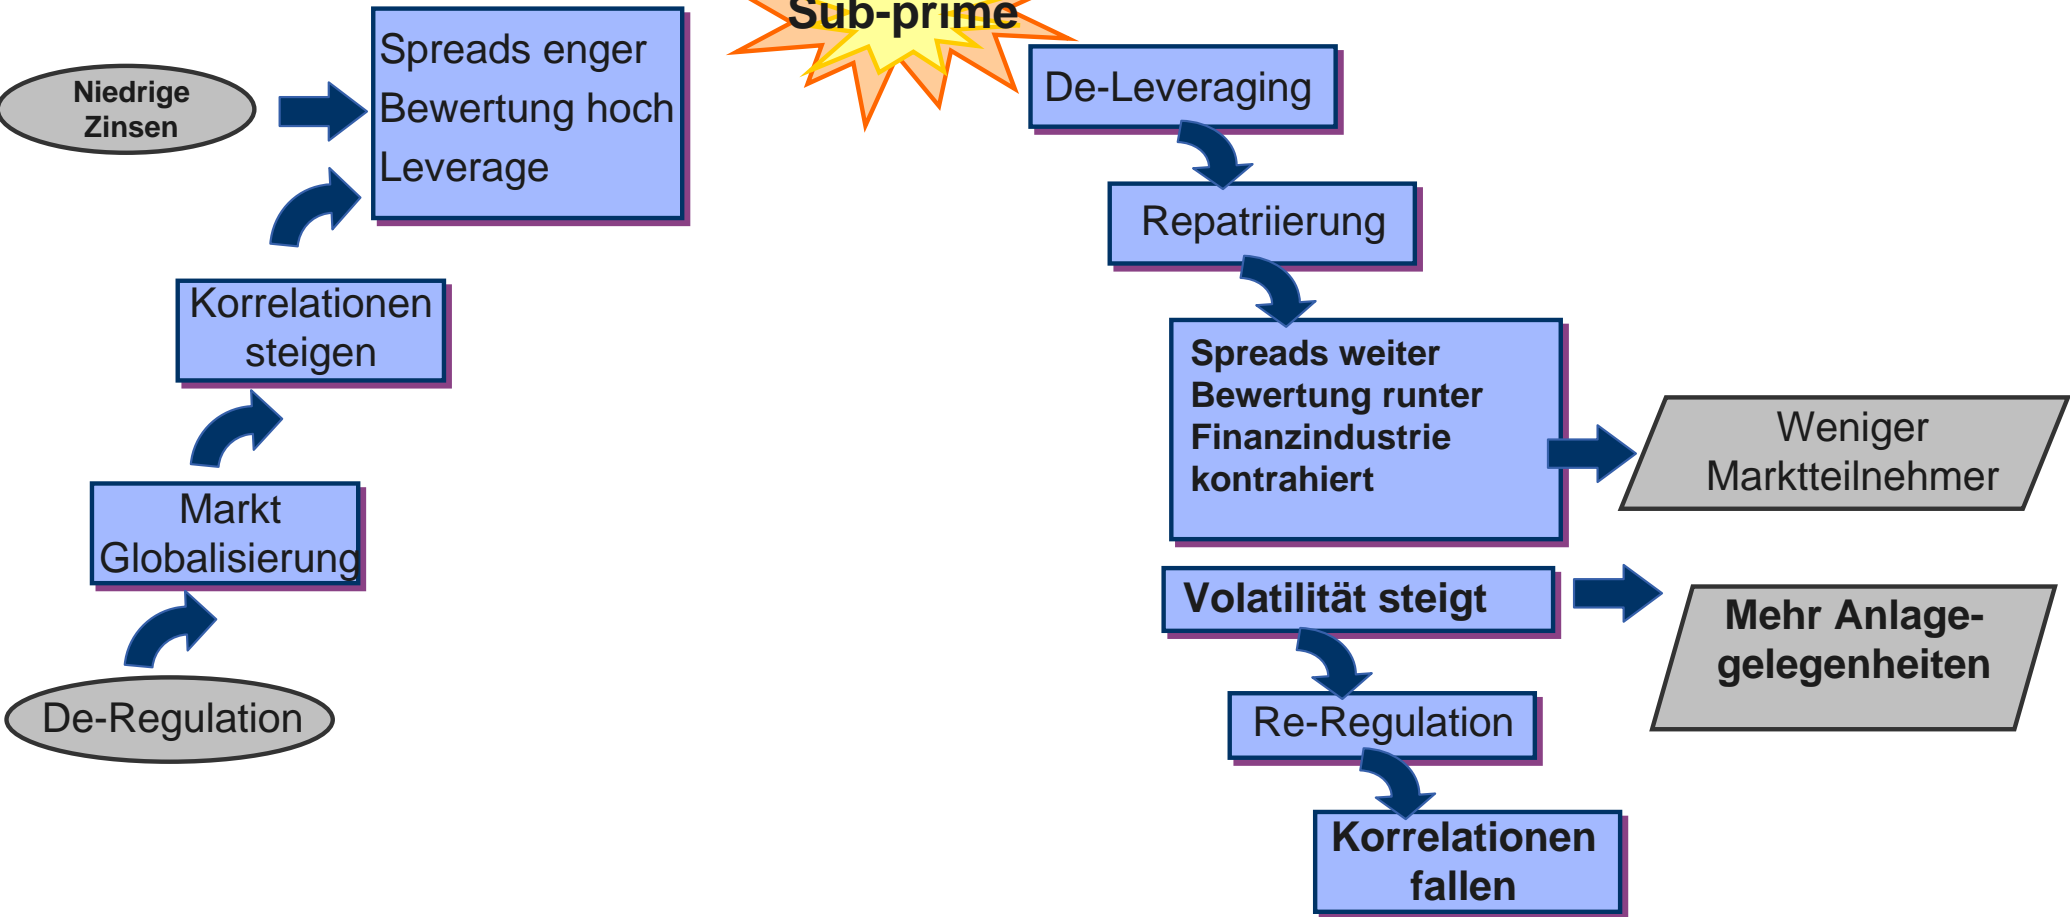 Sub-prime
Niedrige
Zinsen
Spreads enger
Bewertung hoch
Leverage
Korrelationen
steigen
Markt
Globalisierung
De-Regulation
De-Leveraging
Repatriierung
Spreads weiter
Bewertung runter
Finanzindustrie
kontrahiert
Weniger
Marktteilnehmer
Volatilität steigt
Mehr Anlage-
gelegenheiten
Re-Regulation
Korrelationen
fallen